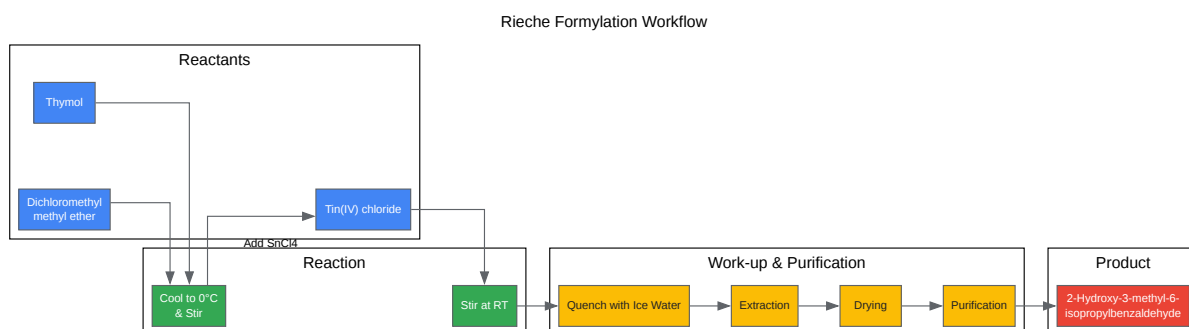 Rieche Formylation Workflow
Reactants
Thymol
Dichloromethyl
methyl ether
Tin(IV) chloride
Add SnCl4
Reaction
Cool to 0°C
& Stir
Stir at RT
Work-up & Purification
Quench with Ice Water
Extraction
Drying
Purification
Product
2-Hydroxy-3-methyl-6-
isopropylbenzaldehyde